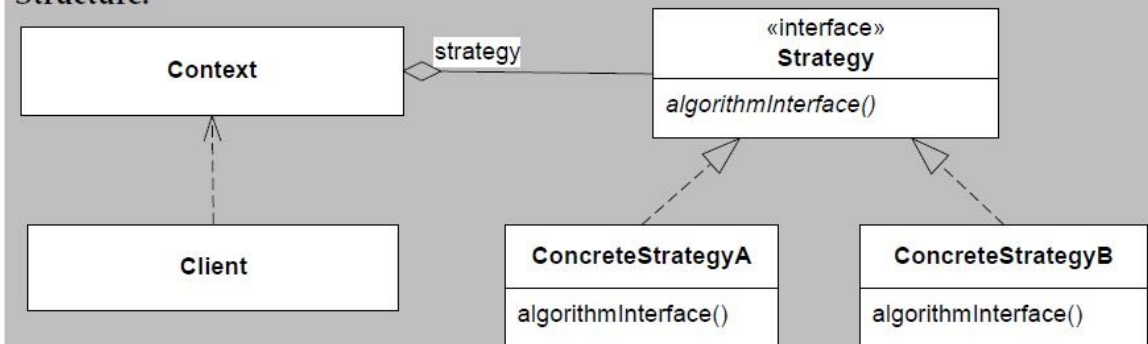 Structure:
Context
strategy
«interface»
Strategy
algorithmInterface()
Client
ConcreteStrategyA
algorithmInterface()
ConcreteStrategyB
algorithmInterface()